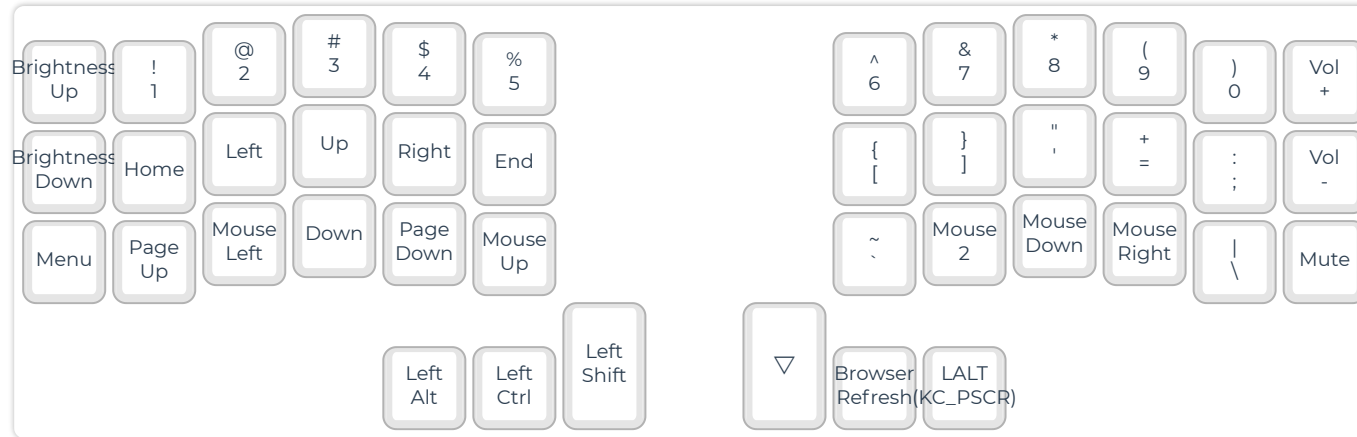 Brightness
Up
!
1
@
2
#
3
$
4
%
5
^
6
&
7
*
8
(
9
)
0
Vol
+
Brightness
Down
Home
Left
Up
Right
End
{
[
}
]
"
'
+
=
:
;
Vol
-
Menu
Page
Up
Mouse
Left
Down
Page
Down
Mouse
Up
~
`
Mouse
2
Mouse
Down
Mouse
Right
|
\
Mute
Left
Alt
Left
Ctrl
Left
Shift
▽
Browser
Refresh
LALT
(KC_PSCR)